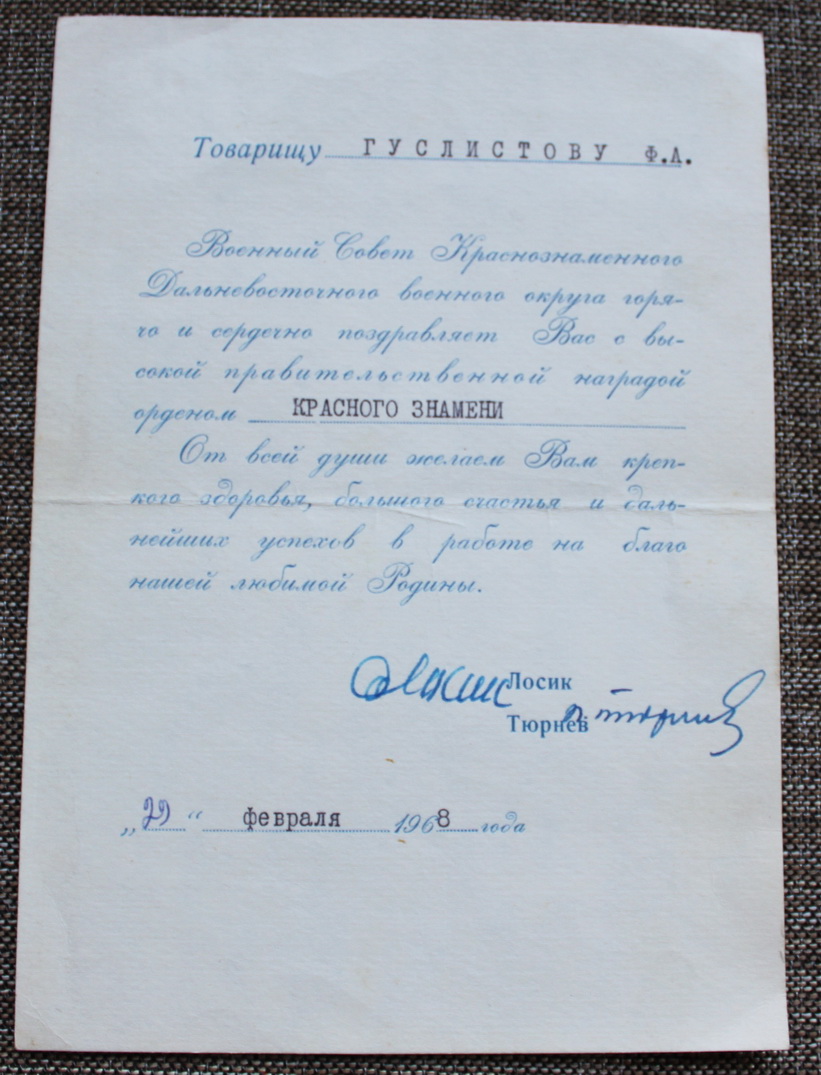 Товарищу ГУСЛИСТОВУ Ф.А.
Военный Совет Краснознаменного
Дальневосточного военного округа горя-
чо и сердечно поздравляет Вас с вы-
сокой правительственной наградой
орденом КРАСНОГО ЗНАМЕНИ
От всей души желаем Вам креп-
кого здоровья, большого счастья и даль-
нейших успехов в работе на благо
нашей любимой Родины.
Лосик
Тюрнев
„29“ февраля 1968 года